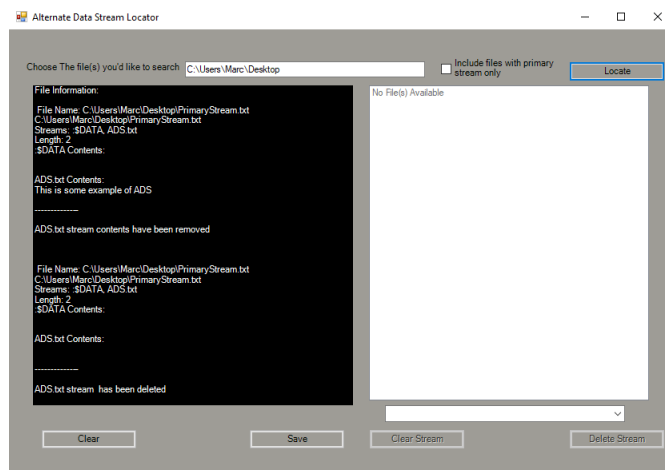 Alternate Data Stream Locator
Choose The file(s) you'd like to search
C:\Users\Marc\Desktop
Include files with primary
stream only
Locate
File Information:
File Name: C:\Users\Marc\Desktop\PrimaryStream.txt
C:\Users\Marc\Desktop\PrimaryStream.txt
Streams: :$DATA, ADS.txt
Length: 2
:$DATA Contents:
ADS.txt Contents:
This is some example of ADS
--------------
ADS.txt stream contents have been removed
File Name: C:\Users\Marc\Desktop\PrimaryStream.txt
C:\Users\Marc\Desktop\PrimaryStream.txt
Streams: :$DATA, ADS.txt
Length: 2
:$DATA Contents:
ADS.txt Contents:
--------------
ADS.txt stream  has been deleted
No File(s) Available
Clear
Save
Clear Stream
Delete Stream